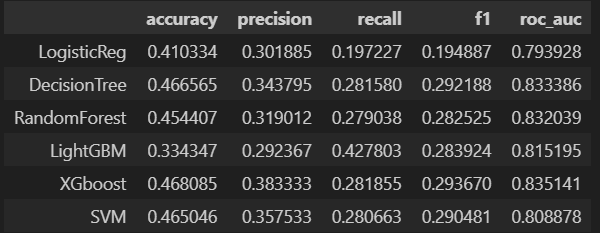 accuracy precision recall f1 roc_auc
LogisticReg 0.410334 0.301885 0.197227 0.194887 0.793928
DecisionTree 0.466565 0.343795 0.281580 0.292188 0.833386
RandomForest 0.454407 0.319012 0.279038 0.282525 0.832039
LightGBM 0.334347 0.292367 0.427803 0.283924 0.815195
XGboost 0.468085 0.383333 0.281855 0.293670 0.835141
SVM 0.465046 0.357533 0.280663 0.290481 0.808878